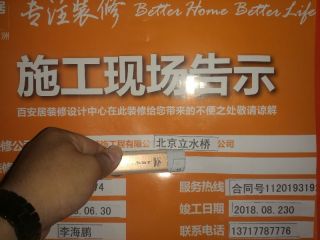 专注装修 Better Home Better Life
施工现场告示
百安居装修设计中心在此装修给您带来的不便之处敬请谅解
北京立水桥 公司
服务热线 合同号1120193192
.06.30 竣工日期 2018.08.230
李海鹏 联系电话 13717787776